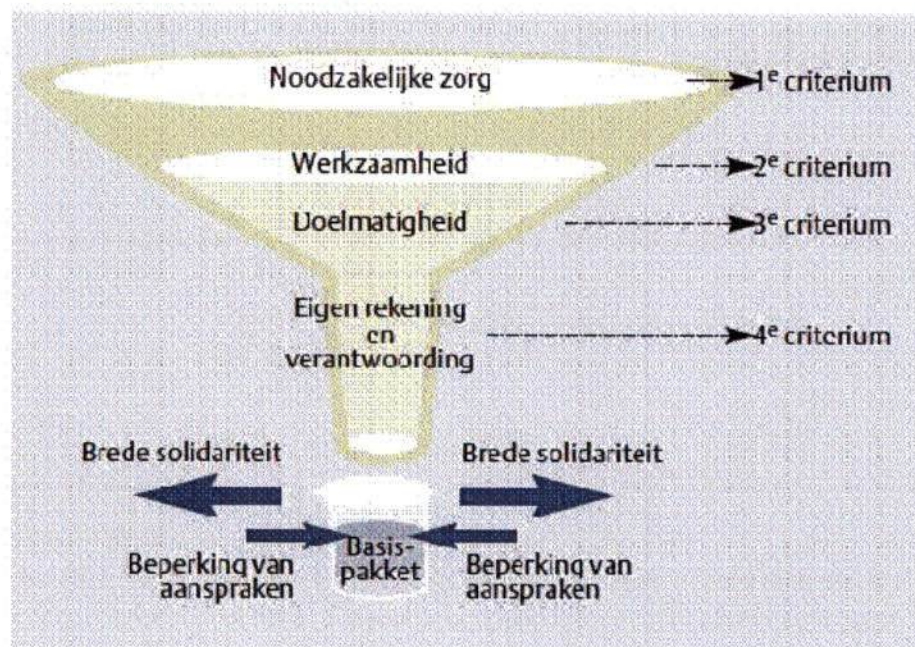 Noodzakelijke zorg
1e criterium
Werkzaamheid
2e criterium
Doelmatigheid
3e criterium
Eigen rekening
en
verantwoording
4e criterium
Brede solidariteit
Brede solidariteit
Basis-
pakket
Beperking van
aanspraken
Beperking van
aanspraken